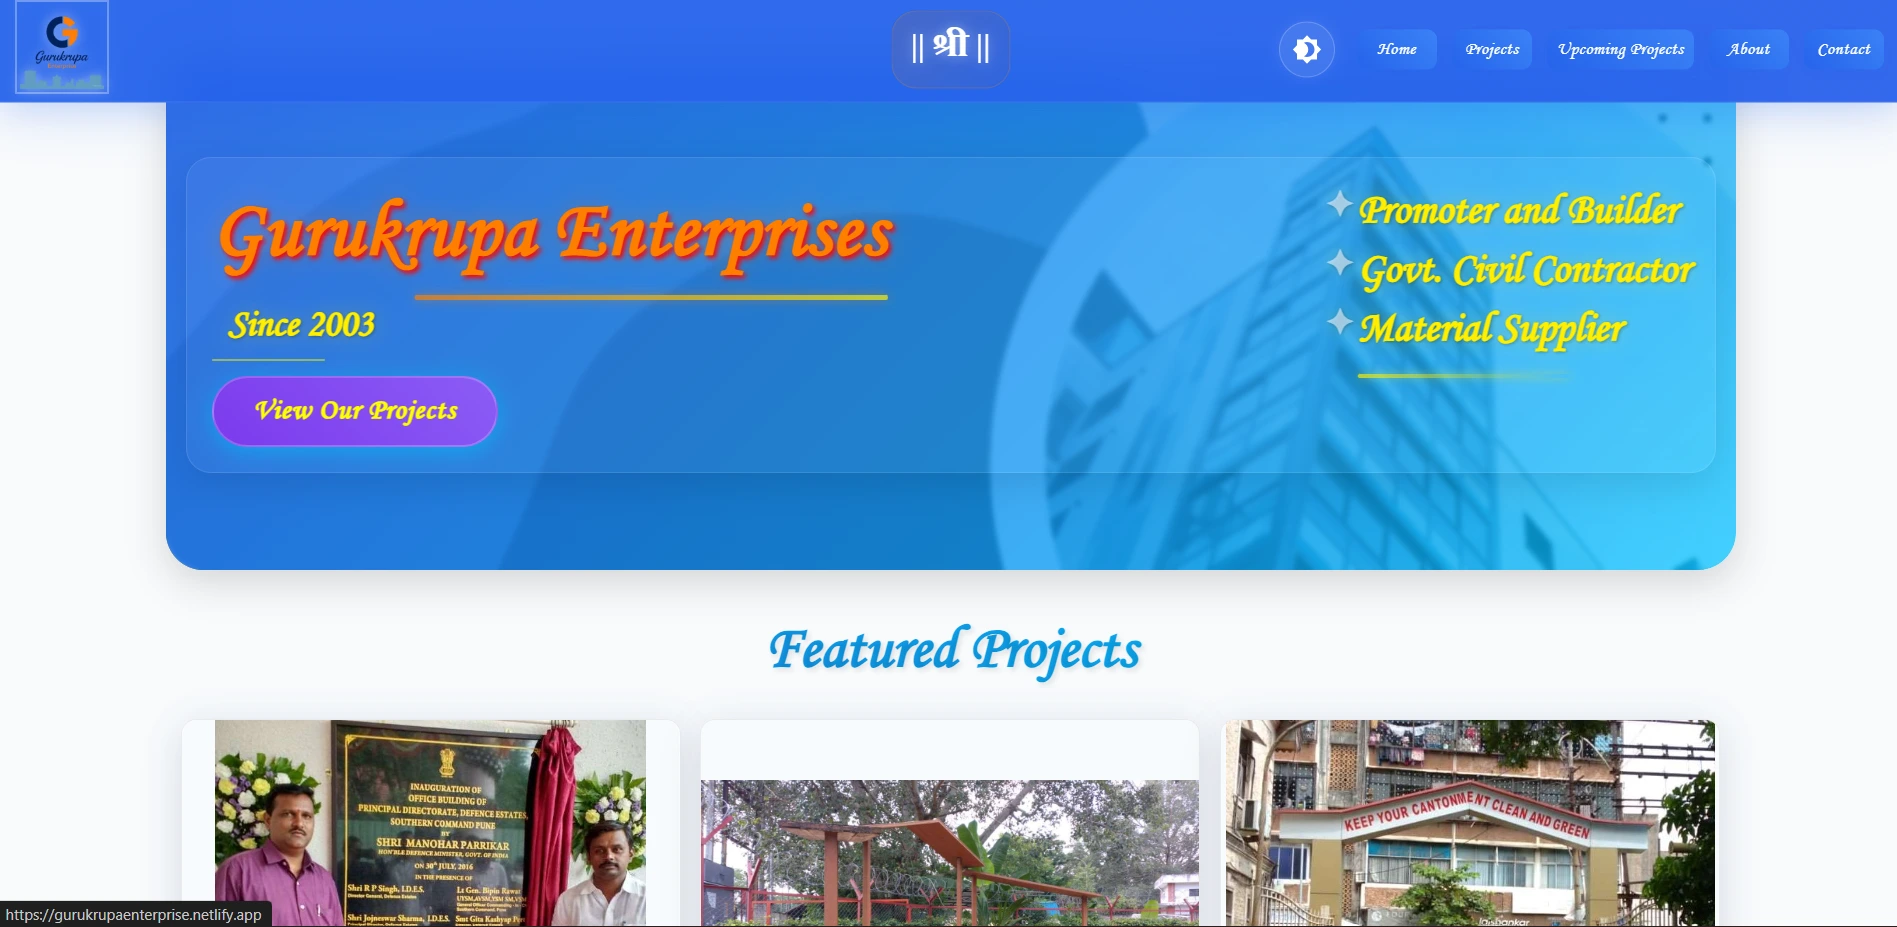 Gurukrupa
|| श्री ||
Home
Projects
Upcoming Projects
About
Contact
Gurukrupa Enterprises
Since 2003
View Our Projects
Promoter and Builder
Govt. Civil Contractor
Material Supplier
Featured Projects
INAUGURATION OF
OFFICE BUILDING OF
PRINCIPAL DIRECTORATE, DEFENCE ESTATES,
SOUTHERN COMMAND PUNE
BY
SHRI MANOHAR PARRIKAR
HON'BLE DEFENCE MINISTER, GOVT. OF INDIA
ON 30th JULY, 2016
IN THE PRESENCE OF
Shri R P Singh, I.D.E.S.
Director General, Defence Estates
Lt Gen. Bipin Rawat
Shri Jojneswar Sharma, I.D.E.S.
Smt Gita Kashyap
KEEP YOUR CANTONMENT CLEAN AND GREEN
https://gurukrupaenterprise.netlify.app